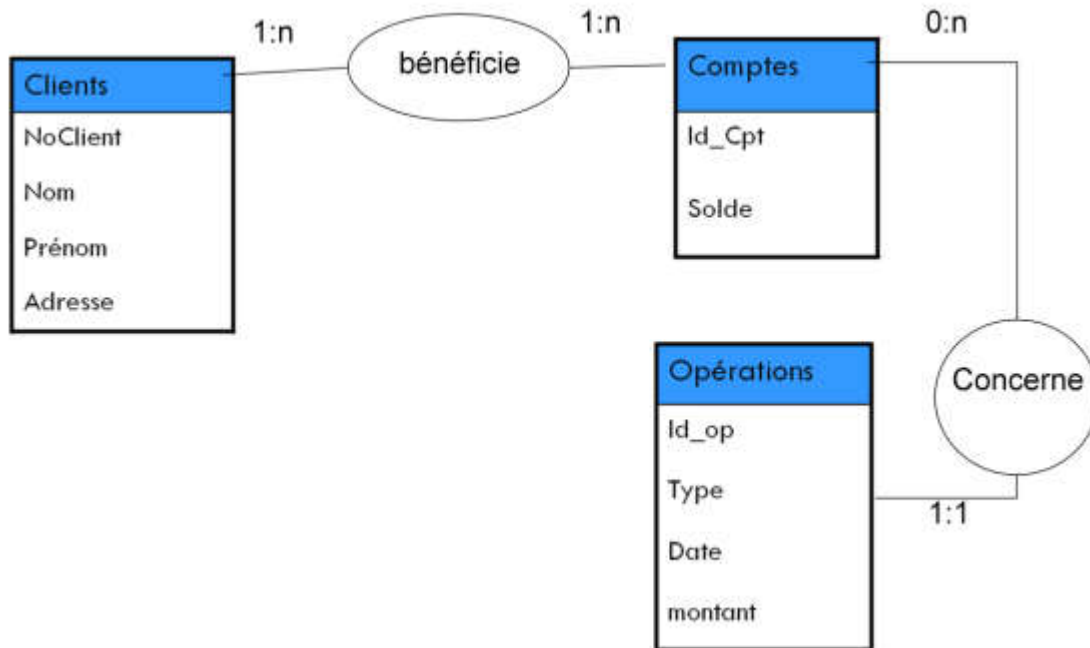 1:n
bénéficie
1:n
Clients
NoClient
Nom
Prénom
Adresse
Comptes
Id_Cpt
Solde
0:n
Concerne
1:1
Opérations
Id_op
Type
Date
montant